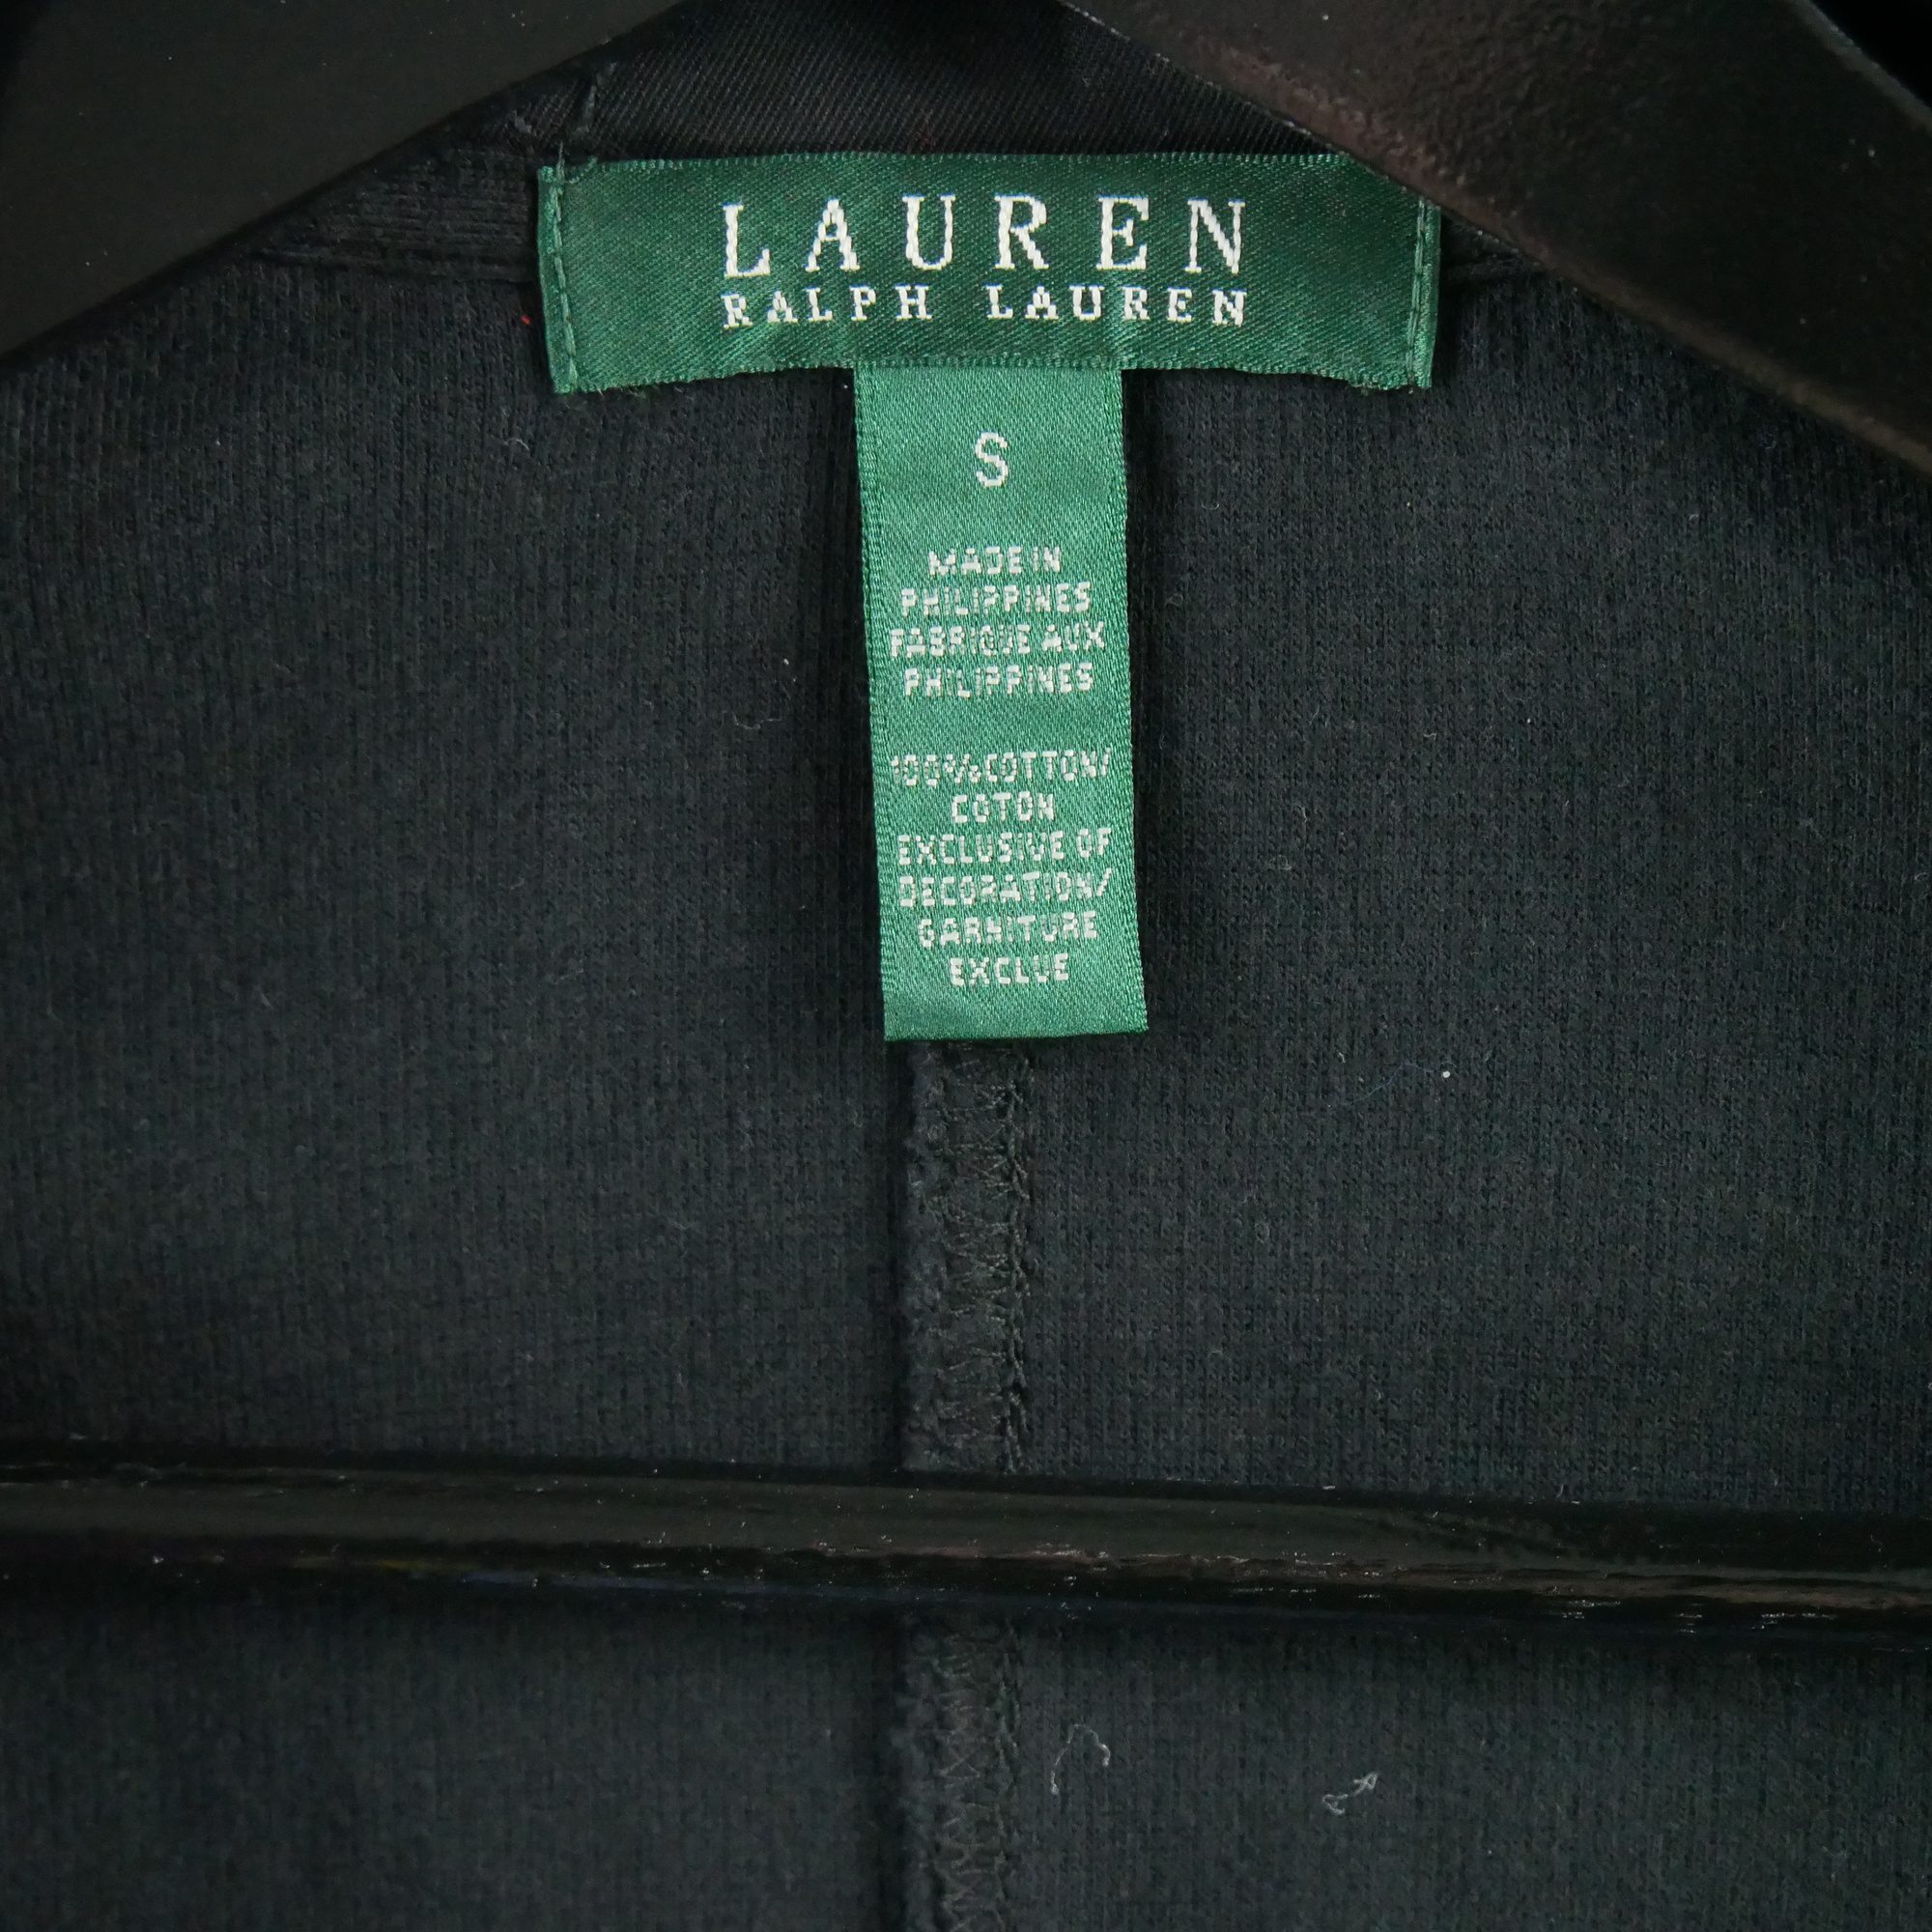 LAUREN
RALPH LAUREN
S
MADE IN
PHILIPPINES
FABRIQUE AUX
PHILIPPINES
100% COTTON/
COTON
EXCLUSIVE OF
DECORATION/
GARNITURE
EXCLUE